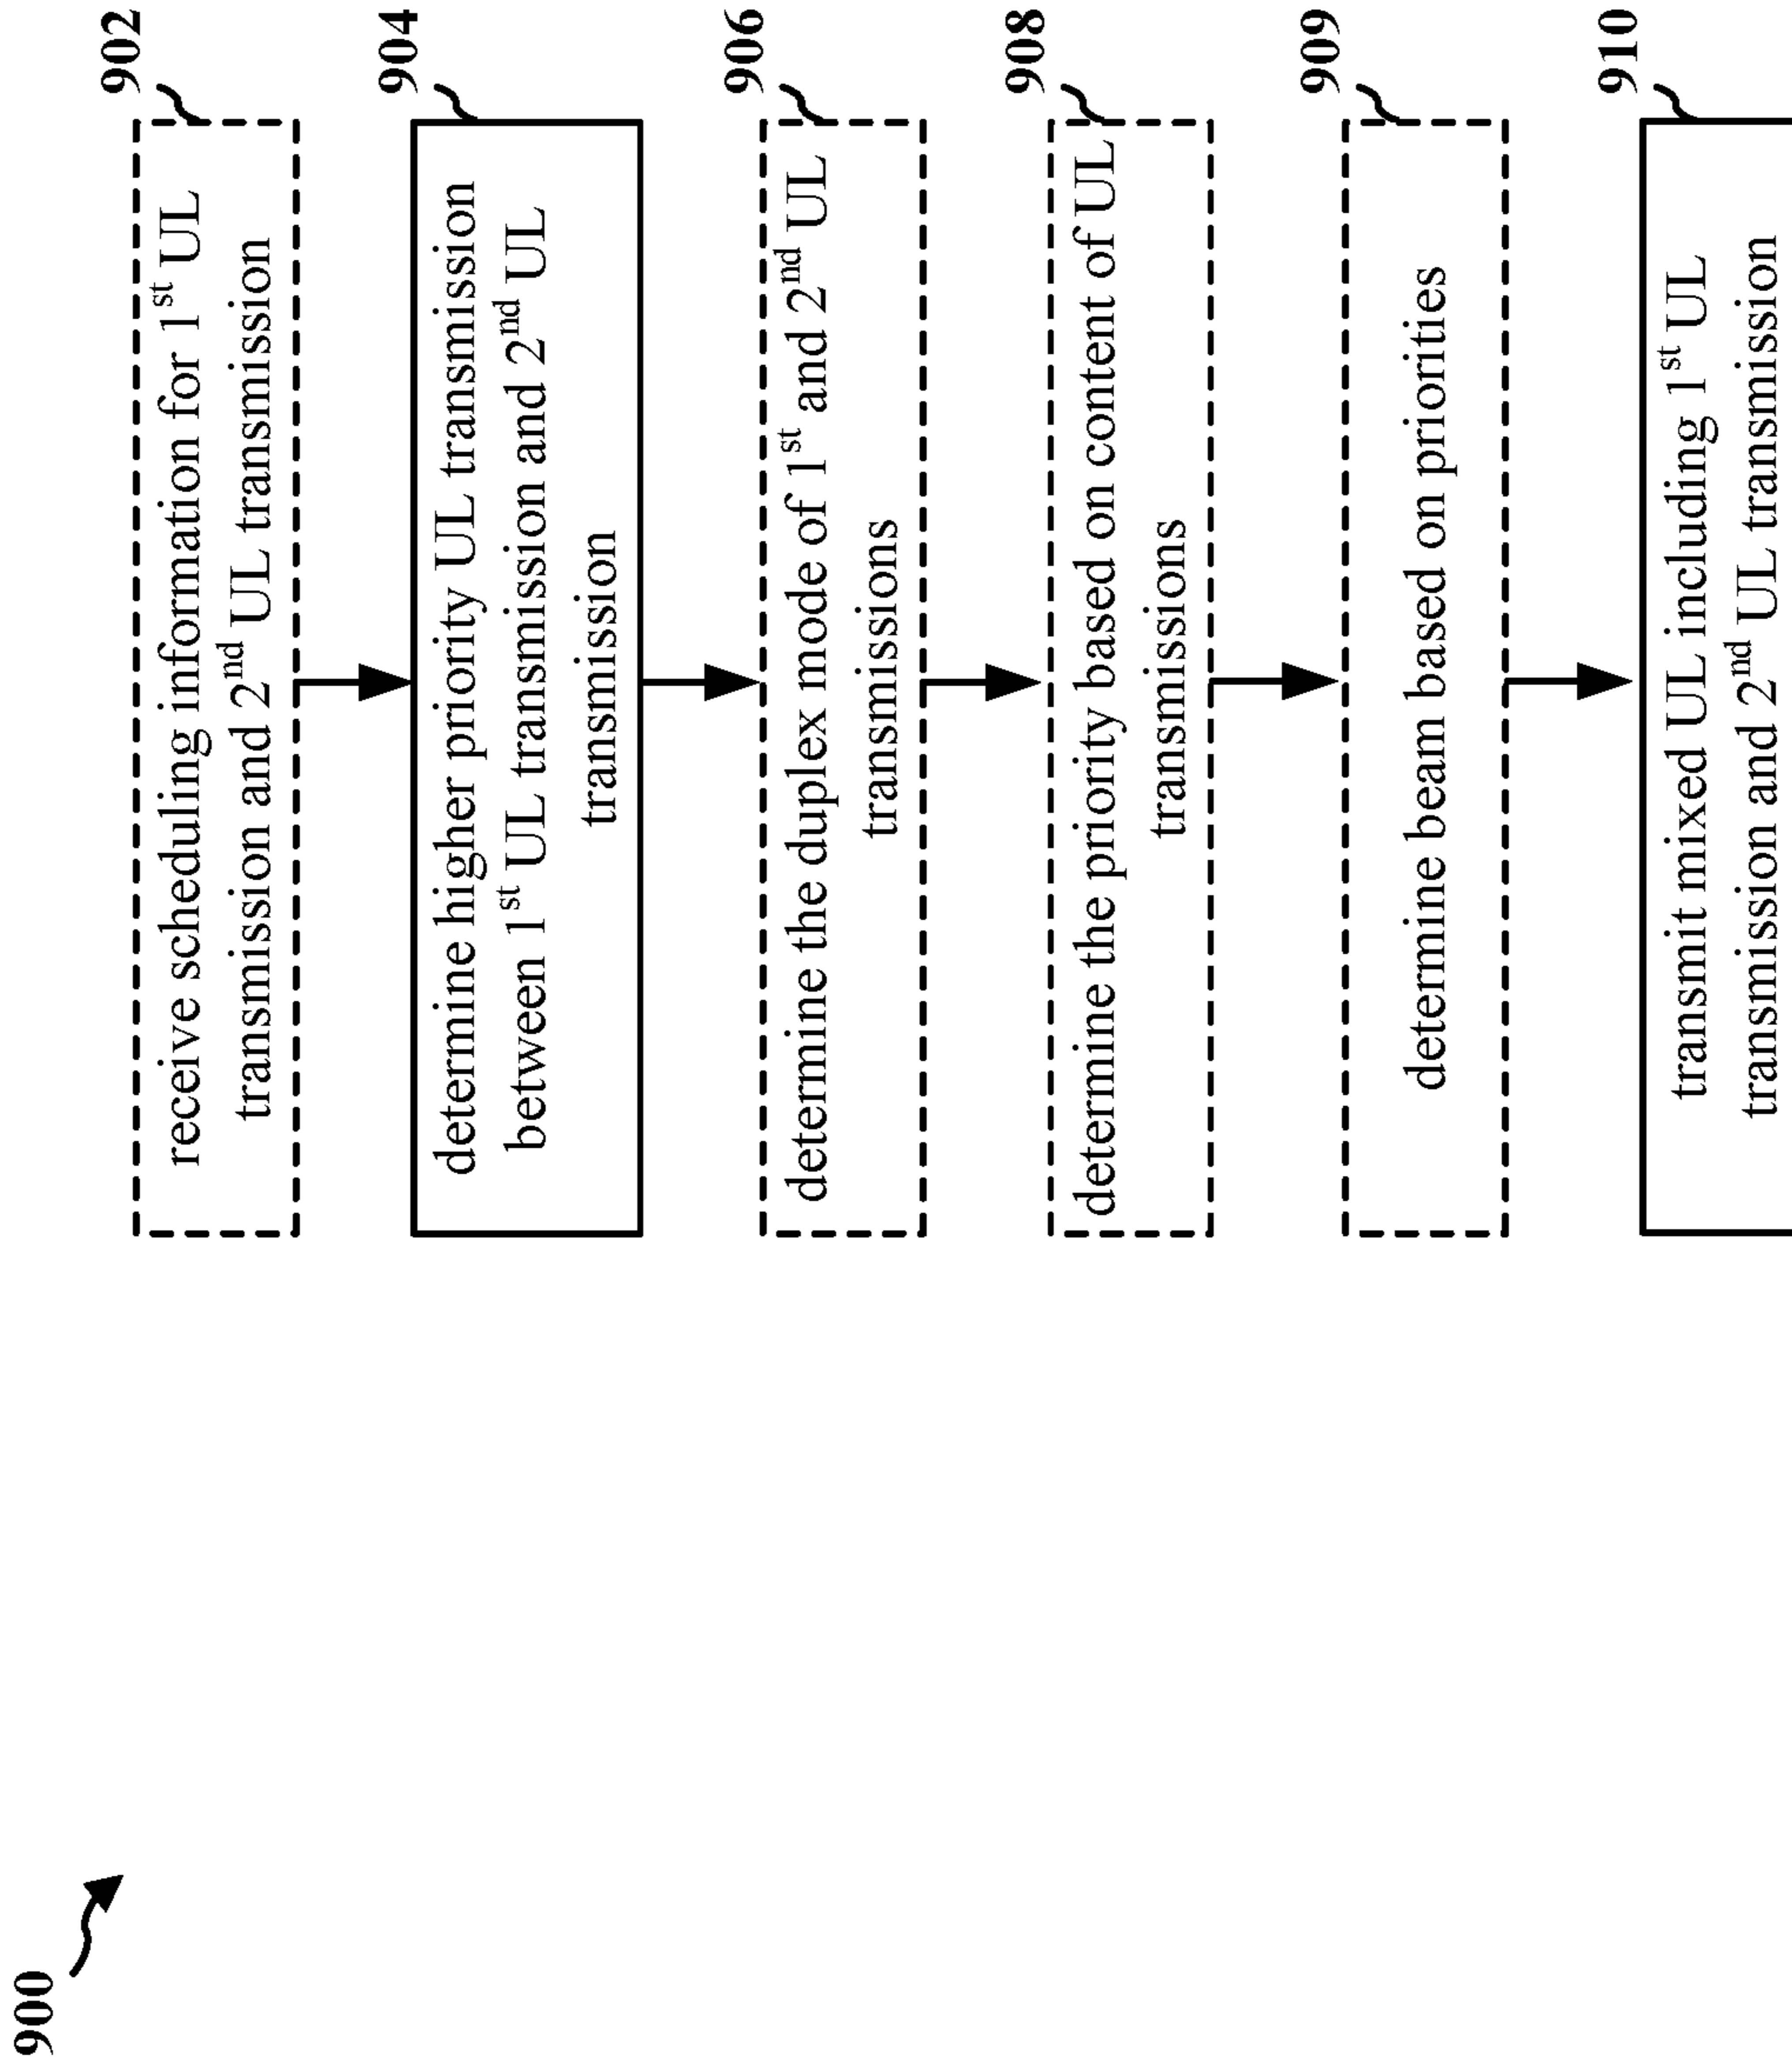 900
902
receive scheduling information for 1st UL
transmission and 2nd UL transmission
904
determine higher priority UL transmission
between 1st UL transmission and 2nd UL
transmission
906
determine the duplex mode of 1st and 2nd UL
transmissions
908
determine the priority based on content of UL
transmissions
909
determine beam based on priorities
910
transmit mixed UL including 1st UL
transmission and 2nd UL transmission